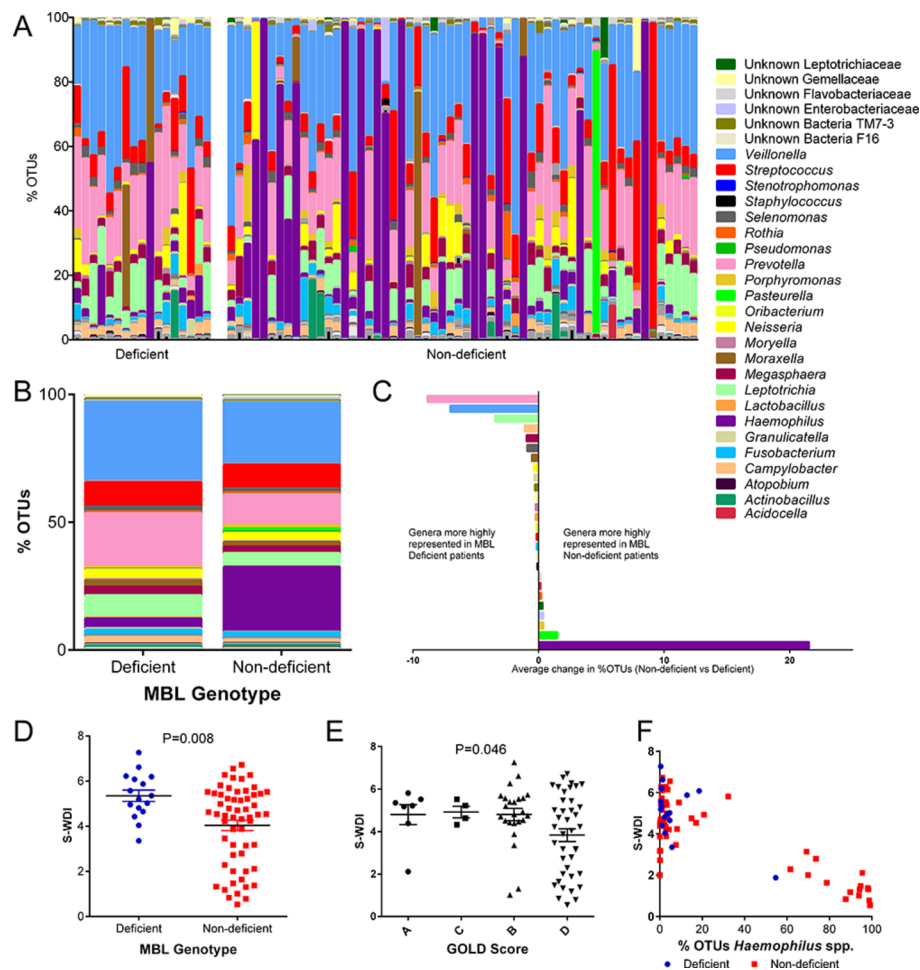 A
100
80
60
40
20
0
% OTUs
Deficient
Non-deficient
Unknown Leptotrichiaceae
Unknown Gemellaceae
Unknown Flavobacteriaceae
Unknown Enterobacteriaceae
Unknown Bacteria TM7-3
Unknown Bacteria F16
Veillonella
Streptococcus
Stenotrophomonas
Staphylococcus
Selenomonas
Rothia
Pseudomonas
Prevotella
Porphyromonas
Pasteurella
Oribacterium
Neisseria
Moryella
Moraxella
Megasphaera
Leptotrichia
Lactobacillus
Haemophilus
Granulicatella
Fusobacterium
Campylobacter
Atopobium
Actinobacillus
Acidocella
B
100
50
0
% OTUs
Deficient
Non-deficient
MBL Genotype
C
Genera more highly
represented in MBL
Deficient patients
Genera more highly
represented in MBL
Non-deficient patients
-10
0
10
20
Average change in %OTUs (Non-deficient vs Deficient)
D
P=0.008
8
6
4
2
0
S-WDI
Deficient
Non-deficient
MBL Genotype
E
P=0.046
8
6
4
2
0
S-WDI
A
C
B
D
GOLD Score
F
8
6
4
2
0
S-WDI
0
20
40
60
80
100
% OTUs Haemophilus spp.
Deficient
Non-deficient